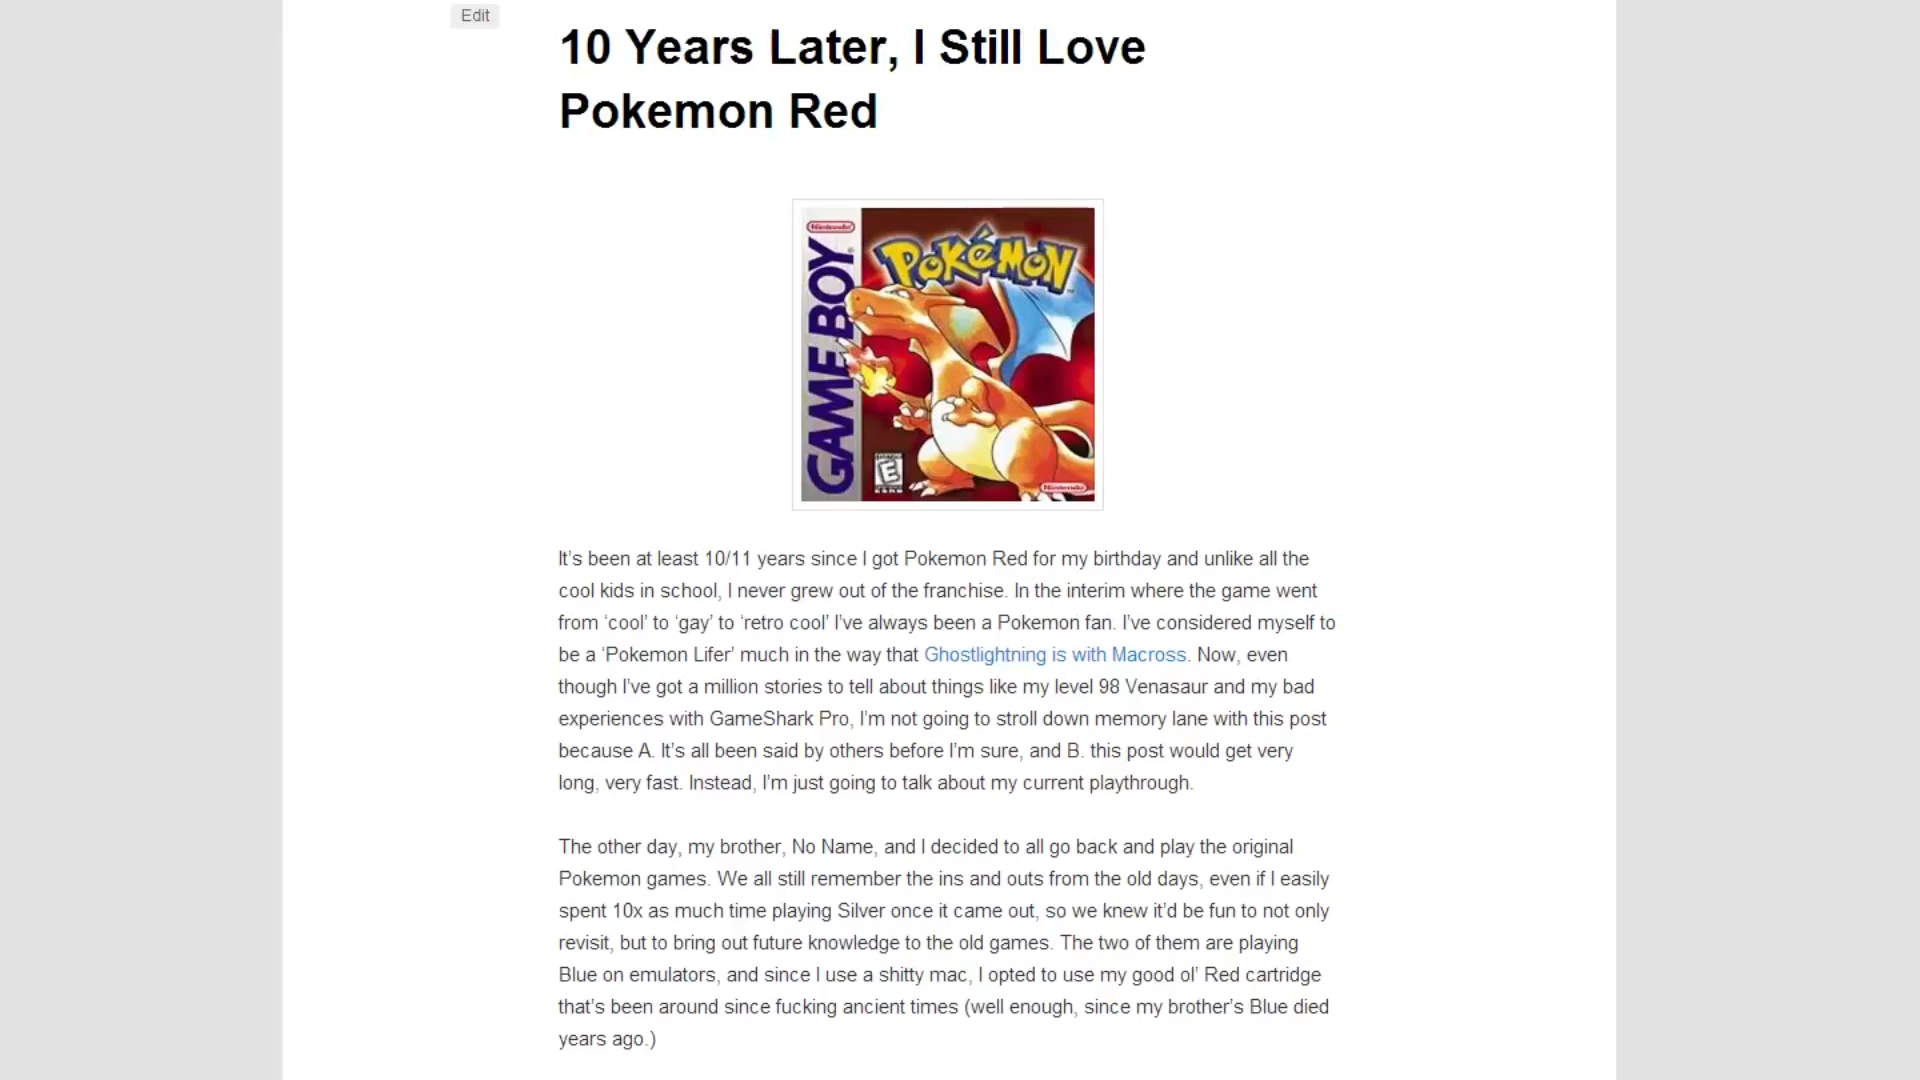 Edit
10 Years Later, I Still Love
Pokemon Red
Nintendo
POKéMON
GAME BOY
E
Nintendo
It’s been at least 10/11 years since I got Pokemon Red for my birthday and unlike all the
cool kids in school, I never grew out of the franchise. In the interim where the game went
from ‘cool’ to ‘gay’ to ‘retro cool’ I’ve always been a Pokemon fan. I’ve considered myself to
be a ‘Pokemon Lifer’ much in the way that Ghostlightning is with Macross. Now, even
though I’ve got a million stories to tell about things like my level 98 Venasaur and my bad
experiences with GameShark Pro, I’m not going to stroll down memory lane with this post
because A. It’s all been said by others before I’m sure, and B. this post would get very
long, very fast. Instead, I’m just going to talk about my current playthrough.
The other day, my brother, No Name, and I decided to all go back and play the original
Pokemon games. We all still remember the ins and outs from the old days, even if I easily
spent 10x as much time playing Silver once it came out, so we knew it’d be fun to not only
revisit, but to bring out future knowledge to the old games. The two of them are playing
Blue on emulators, and since I use a shitty mac, I opted to use my good ol’ Red cartridge
that’s been around since fucking ancient times (well enough, since my brother’s Blue died
years ago.)